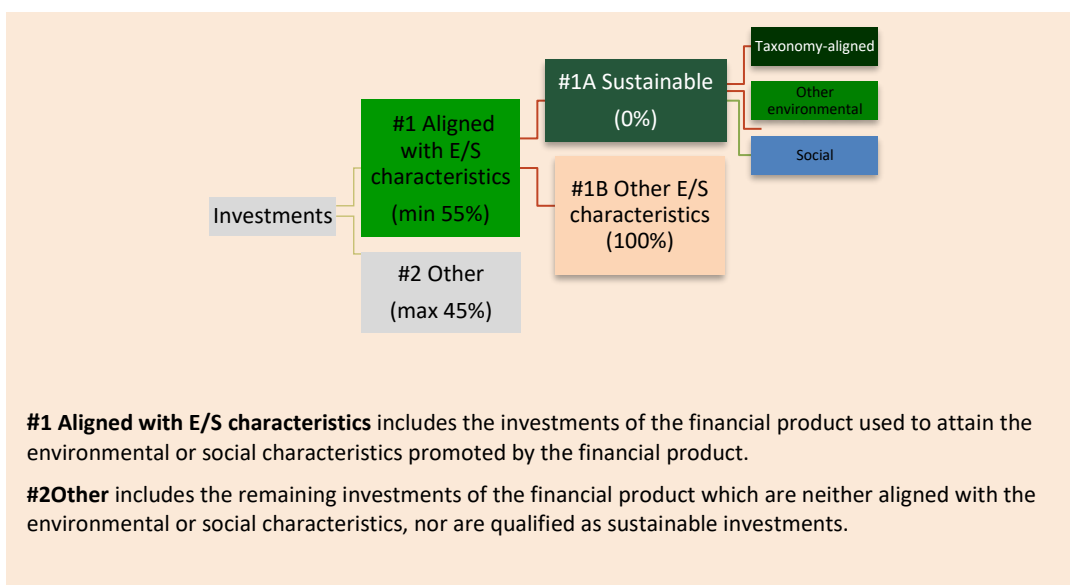 Investments
#1 Aligned
with E/S
characteristics
(min 55%)
#2 Other
(max 45%)
#1A Sustainable
(0%)
#1B Other E/S
characteristics
(100%)
Taxonomy-aligned
Other
environmental
Social
#1 Aligned with E/S characteristics includes the investments of the financial product used to attain the
environmental or social characteristics promoted by the financial product.
#2Other includes the remaining investments of the financial product which are neither aligned with the
environmental or social characteristics, nor are qualified as sustainable investments.